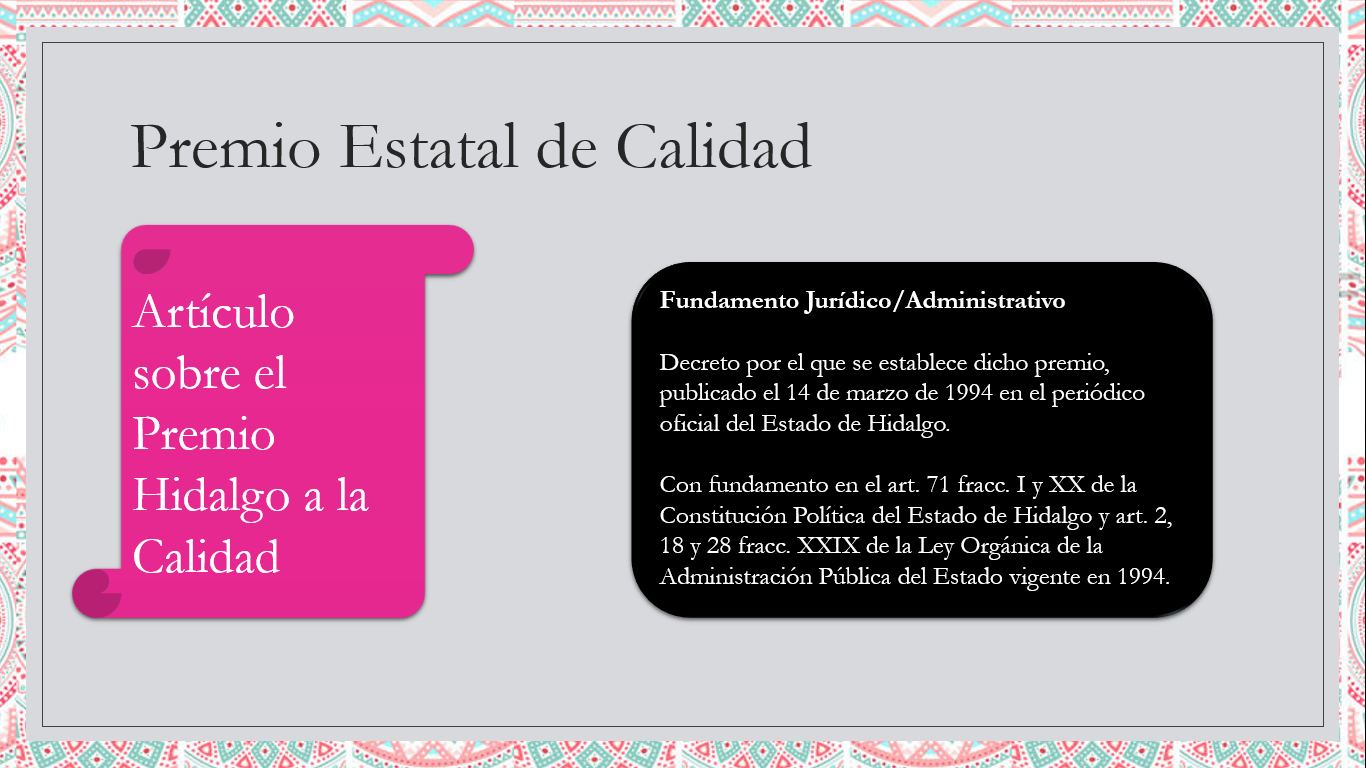 Premio Estatal de Calidad
Artículo
sobre el
Premio
Hidalgo a la
Calidad
Fundamento Jurídico/Administrativo
Decreto por el que se establece dicho premio,
publicado el 14 de marzo de 1994 en el periódico
oficial del Estado de Hidalgo.
Con fundamento en el art. 71 fracc. I y XX de la
Constitución Política del Estado de Hidalgo y art. 2,
18 y 28 fracc. XXIX de la Ley Orgánica de la
Administración Pública del Estado vigente en 1994.